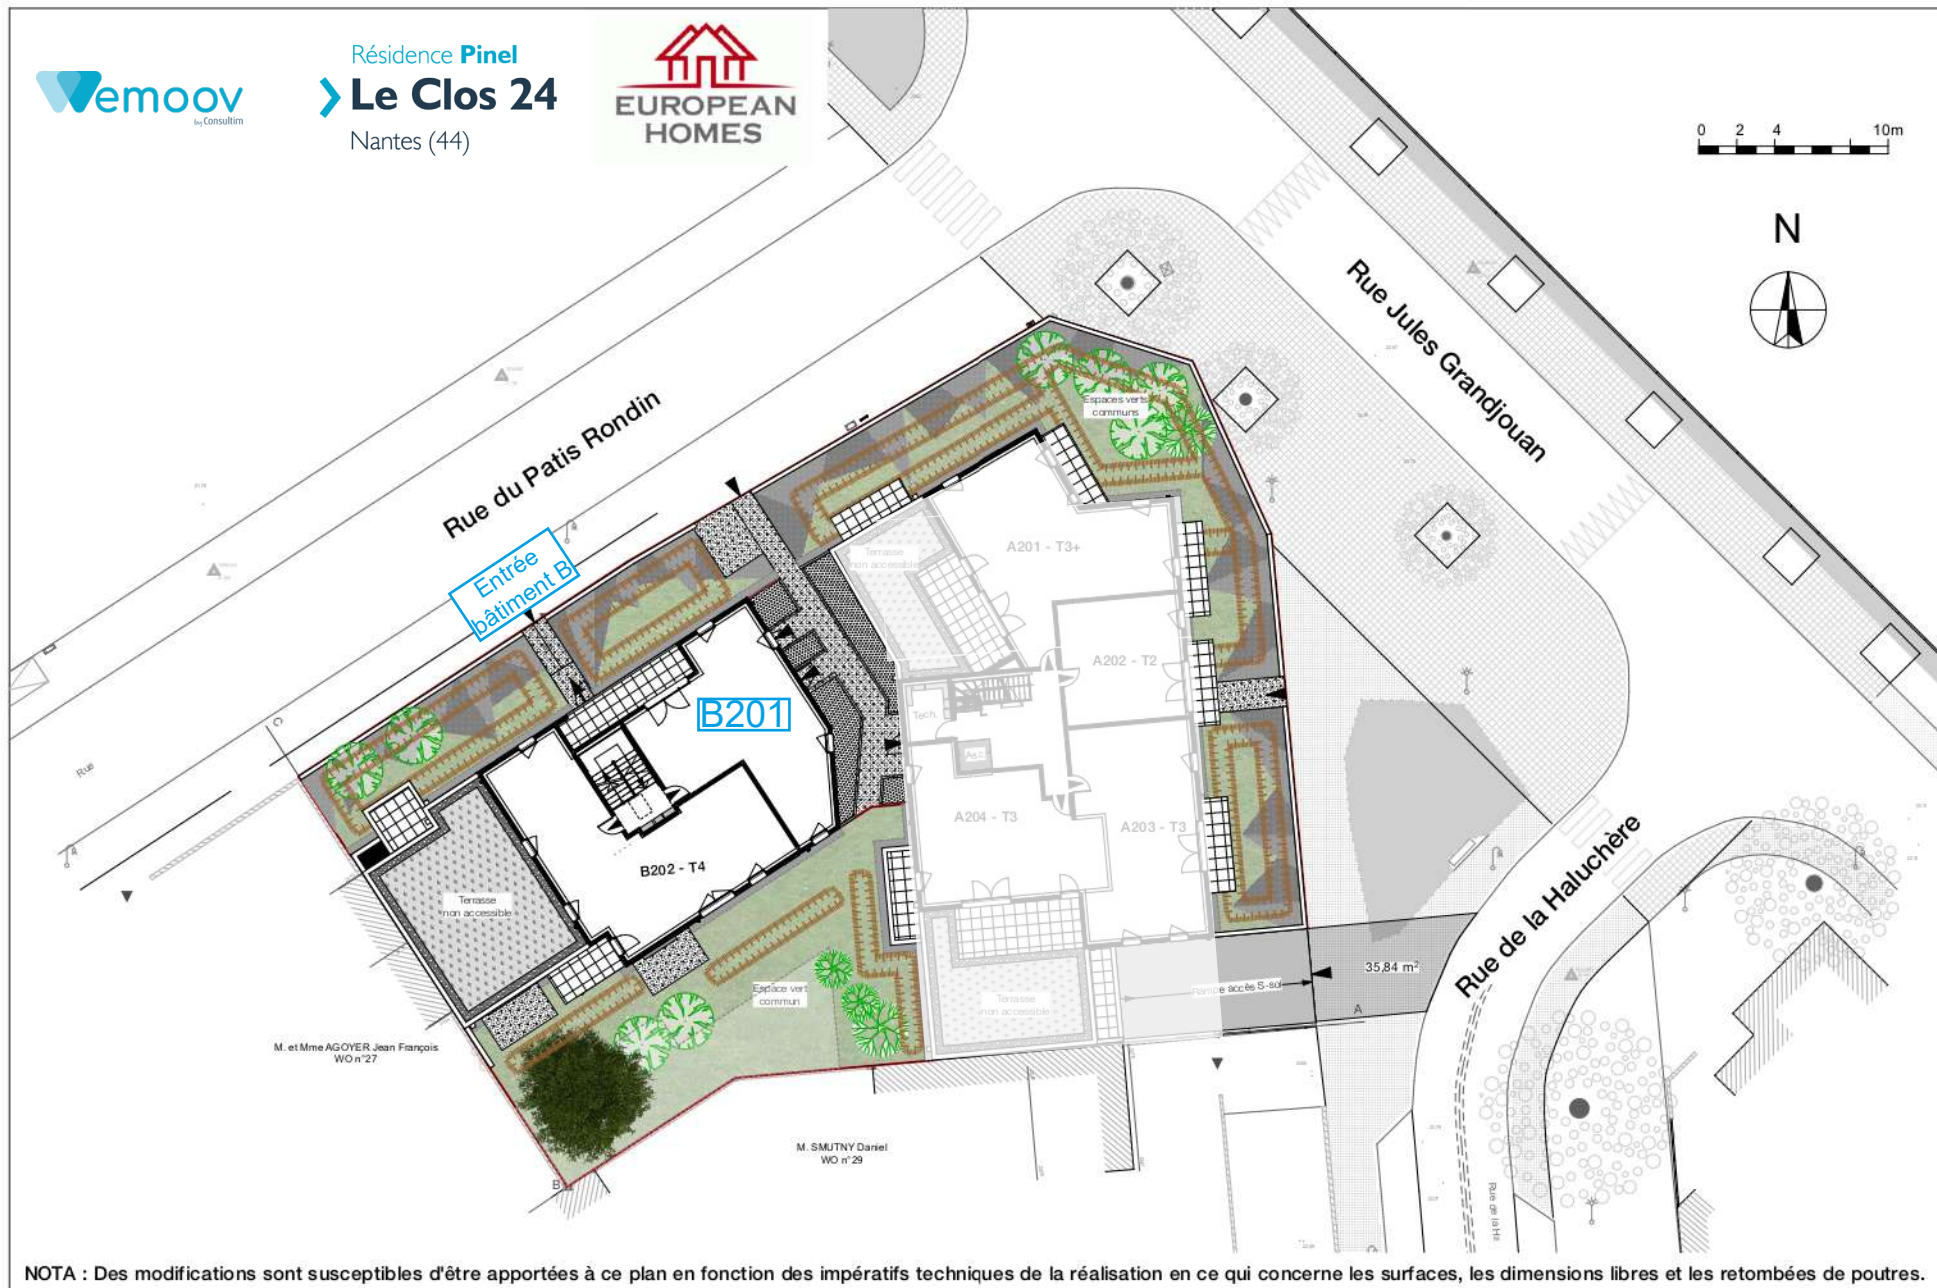 Wemoov
by Consultim
Résidence Pinel
Le Clos 24
Nantes (44)
EUROPEAN
HOMES
0 2 4 10m
N
Rue Jules Grandjouan
Rue du Patis Rondin
Espaces verts
communs
Entrée
bâtiment B
Terrasse
non accessible
A201 - T3+
A202 - T2
B201
Tech.
Asc.
Rue
A204 - T3
A203 - T3
B202 - T4
Terrasse
non accessible
Espace vert
commun
Terrasse
non accessible
Rampe accès S-sol
35,84 m²
Rue de la Haluchère
A
C
B
M. et Mme AGOYER Jean François
WO n°27
M. SMUTNY Daniel
WO n°29
NOTA : Des modifications sont susceptibles d'être apportées à ce plan en fonction des impératifs techniques de la réalisation en ce qui concerne les surfaces, les dimensions libres et les retombées de poutres.